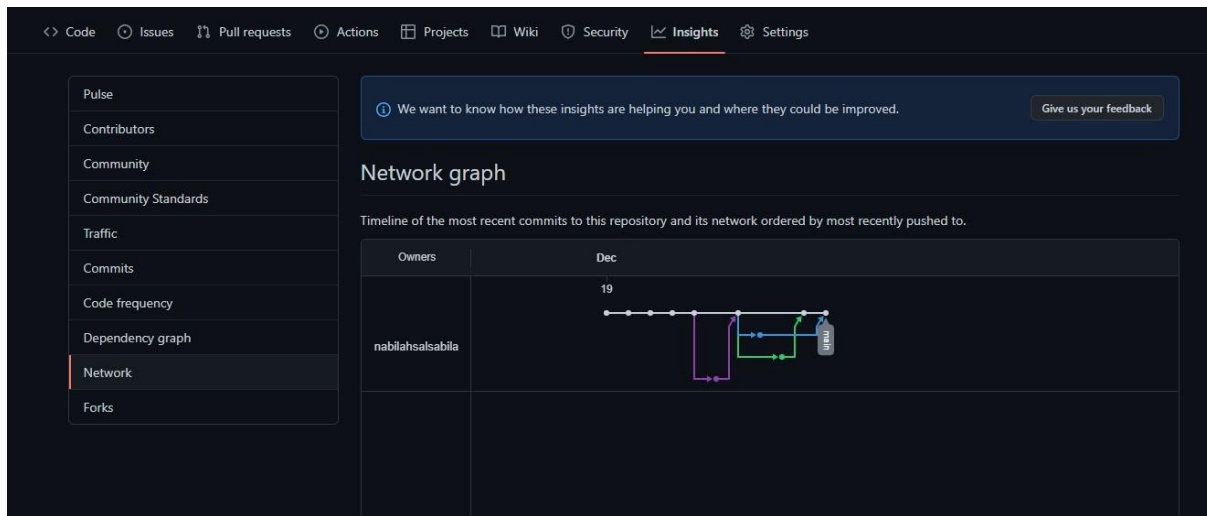 Code Issues Pull requests Actions Projects Wiki Security Insights Settings
Pulse
Contributors
Community
Community Standards
Traffic
Commits
Code frequency
Dependency graph
Network
Forks
We want to know how these insights are helping you and where they could be improved. Give us your feedback
Network graph
Timeline of the most recent commits to this repository and its network ordered by most recently pushed to.
Owners Dec
19
nabilahsalsabila
main